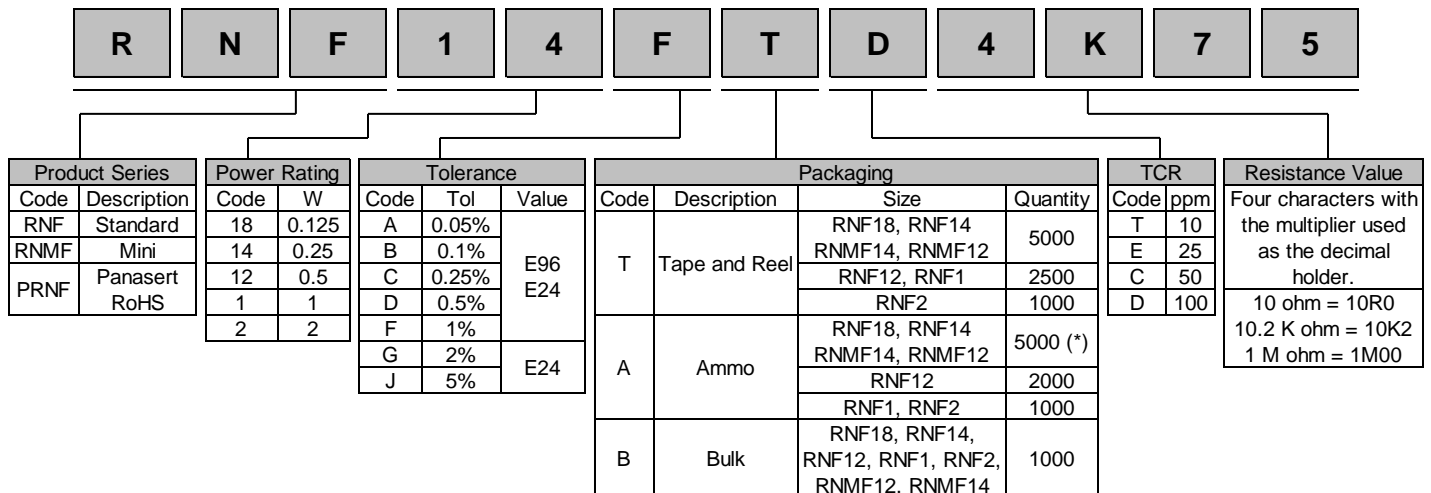 R N F 1 4 F T D 4 K 7 5
Product Series
Code Description
RNF Standard
RNMF Mini
PRNF Panasert RoHS
Power Rating
Code W
18 0.125
14 0.25
12 0.5
1 1
2 2
Tolerance
Code Tol Value
A 0.05%
B 0.1%
C 0.25%
D 0.5%
F 1%
E96
E24
G 2%
J 5%
E24
Packaging
Code Description Size Quantity
T Tape and Reel
RNF18, RNF14
RNMF14, RNMF12
5000
RNF12, RNF1 2500
RNF2 1000
A Ammo
RNF18, RNF14
RNMF14, RNMF12
5000 (*)
RNF12 2000
RNF1, RNF2 1000
B Bulk
RNF18, RNF14,
RNF12, RNF1, RNF2,
RNMF12, RNMF14
1000
TCR
Code ppm
T 10
E 25
C 50
D 100
Resistance Value
Four characters with
the multiplier used
as the decimal
holder.
10 ohm = 10R0
10.2 K ohm = 10K2
1 M ohm = 1M00